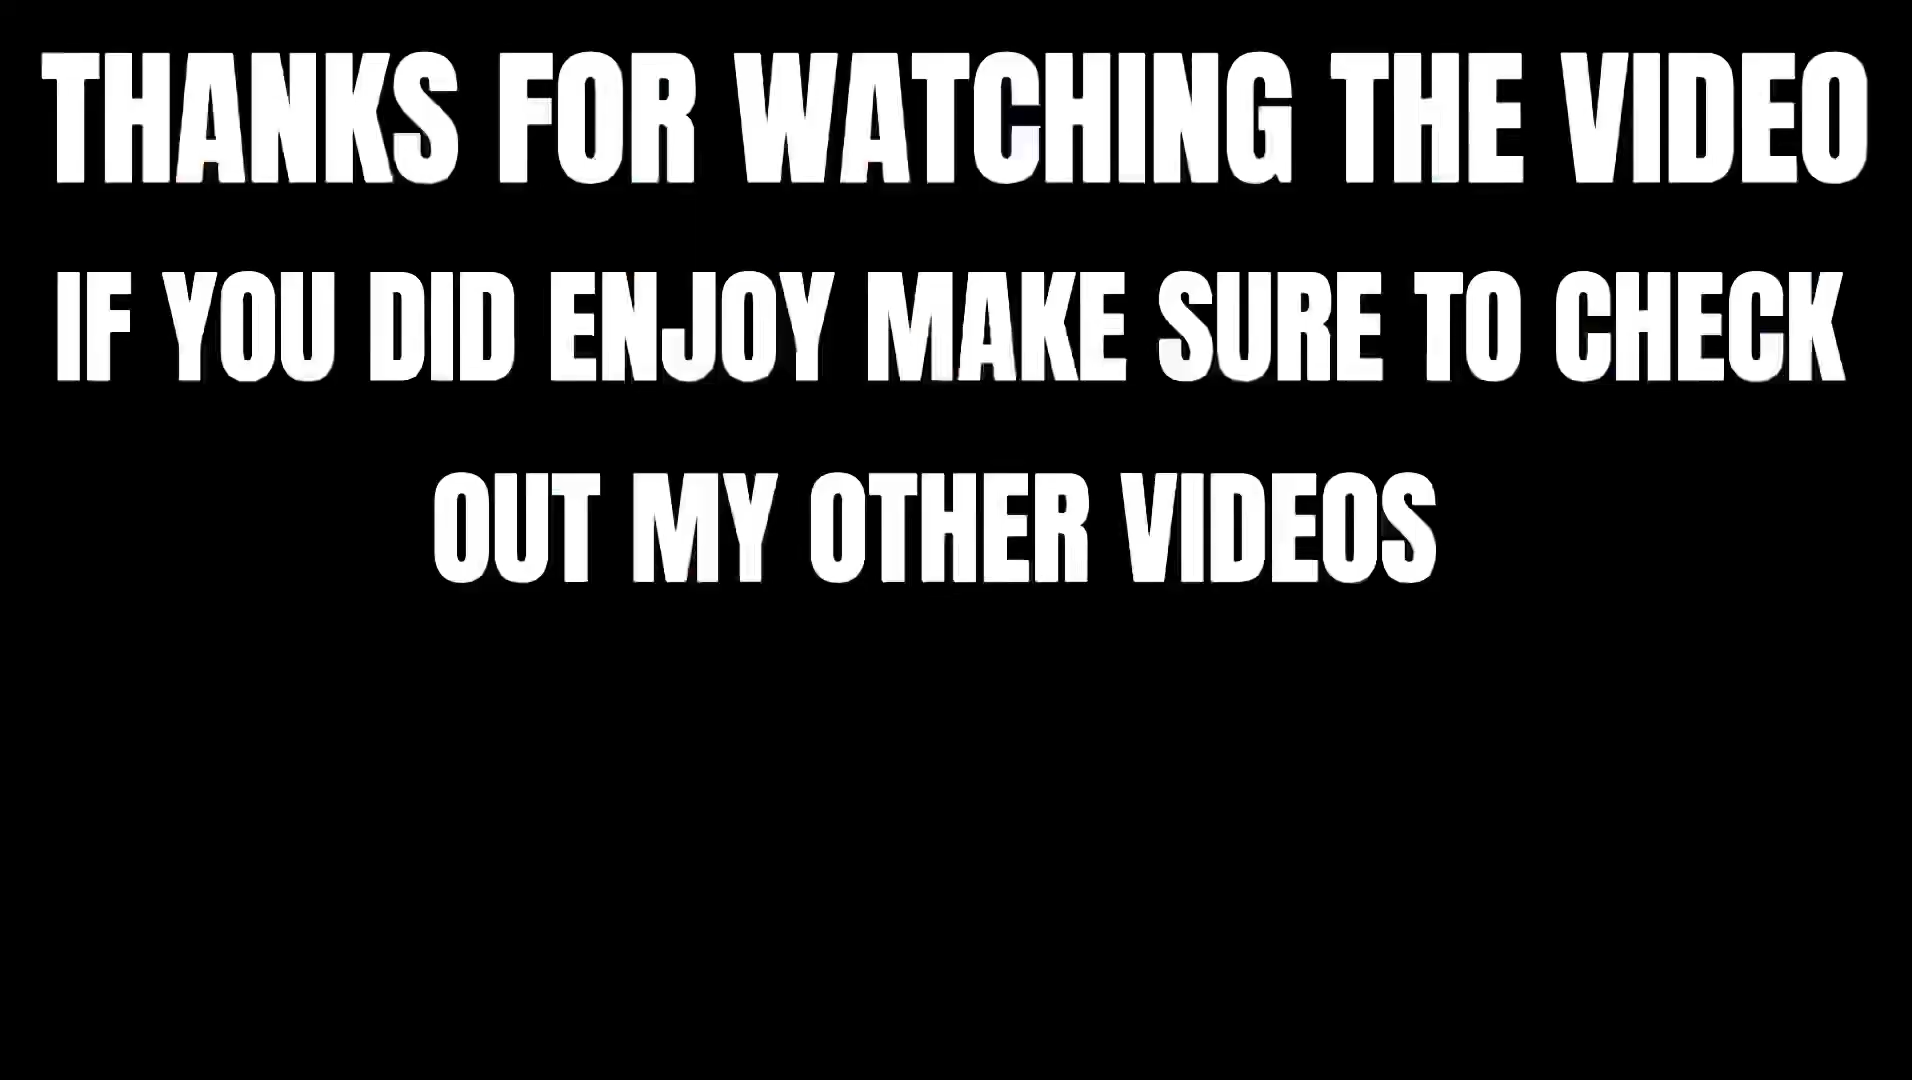 THANKS FOR WATCHING THE VIDEO
IF YOU DID ENJOY MAKE SURE TO CHECK
OUT MY OTHER VIDEOS